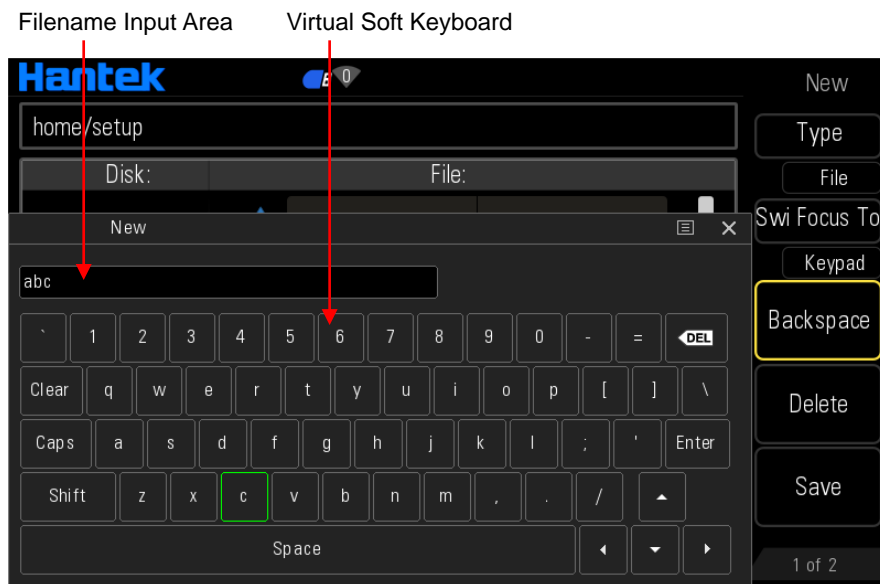 Filename Input Area Virtual Soft Keyboard
Hantek 0 New
home/setup
Type
File
Disk: File:
Swi Focus To
Keypad
New
abc
Backspace
` 1 2 3 4 5 6 7 8 9 0 - = DEL
Clear q w e r t y u i o p [ ] \
Delete
Caps a s d f g h j k l ; ' Enter
Shift z x c v b n m , . /
Save
Space
1 of 2